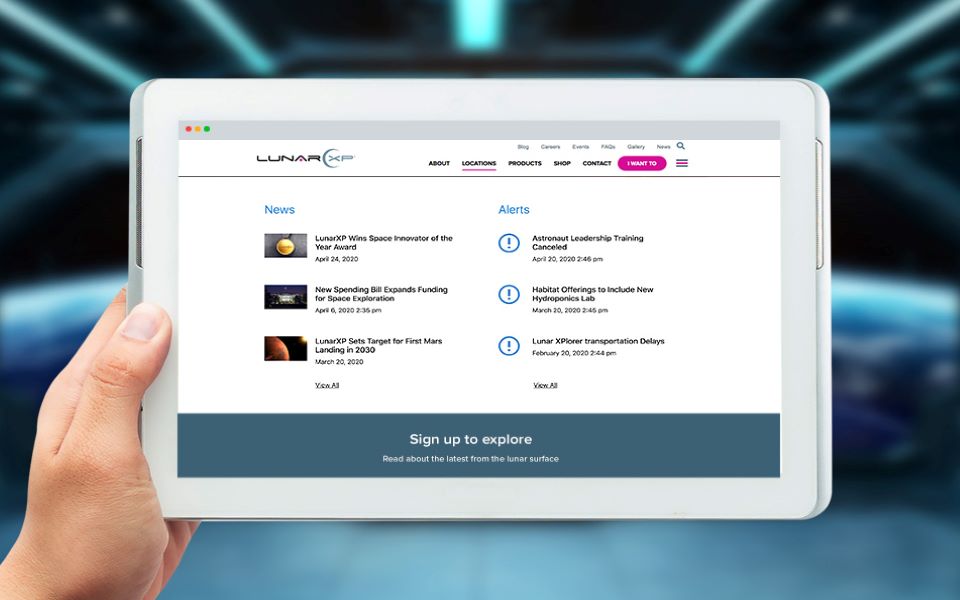 Blog Careers Events FAQs Gallery News
LUNAR XP
ABOUT LOCATIONS PRODUCTS SHOP CONTACT I WANT TO
News
LunarXP Wins Space Innovator of the
Year Award
April 24, 2020
New Spending Bill Expands Funding
for Space Exploration
April 6, 2020 2:35 pm
LunarXP Sets Target for First Mars
Landing in 2030
March 20, 2020
View All
Alerts
Astronaut Leadership Training
Canceled
April 20, 2020 2:46 pm
Habitat Offerings to Include New
Hydroponics Lab
March 20, 2020 2:45 pm
Lunar XPlorer transportation Delays
February 20, 2020 2:44 pm
View All
Sign up to explore
Read about the latest from the lunar surface